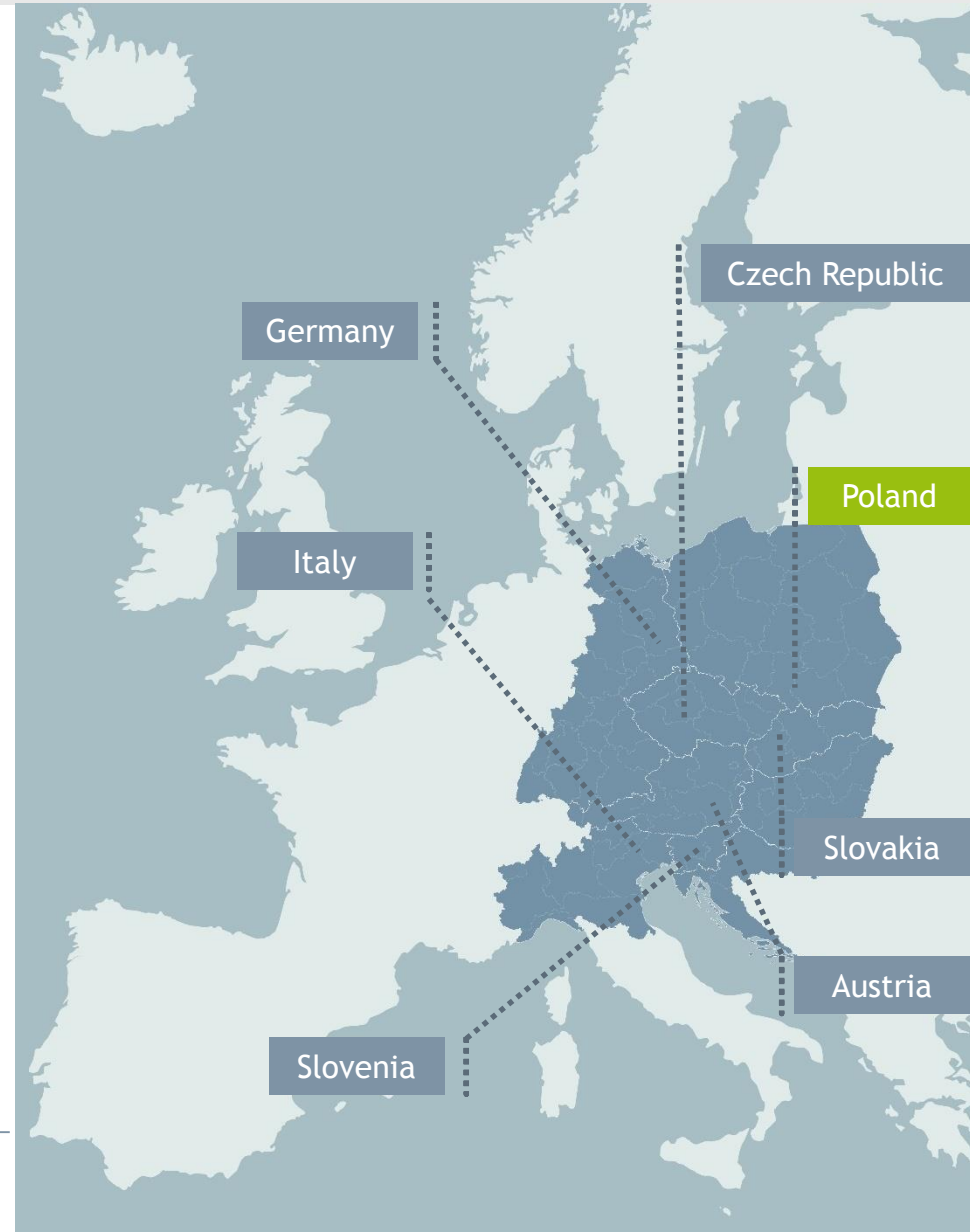 Czech Republic
Germany
Poland
Italy
Slovakia
Austria
Slovenia